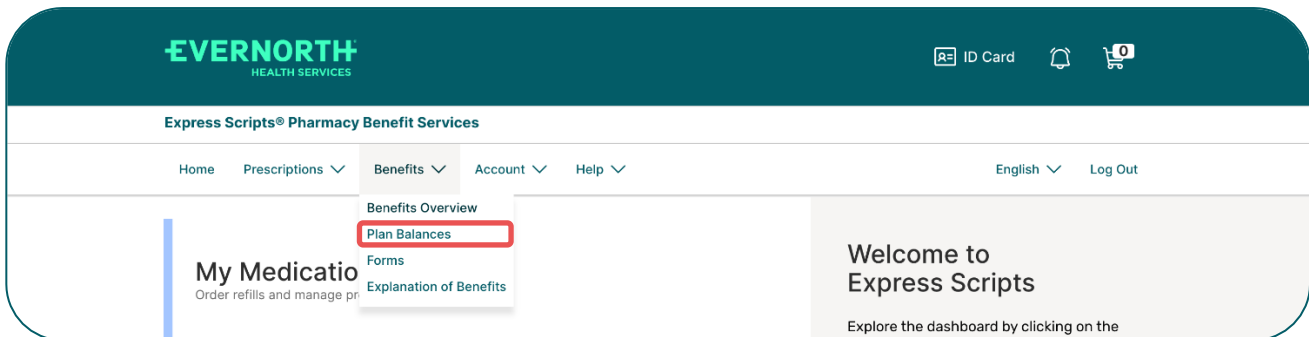 EVERNORTH
HEALTH SERVICES
ID Card
0
Express Scripts® Pharmacy Benefit Services
Home Prescriptions Benefits Account Help English Log Out
Benefits Overview
Plan Balances
Forms
Explanation of Benefits
My Medicatio
Order refills and manage pr
Welcome to
Express Scripts
Explore the dashboard by clicking on the